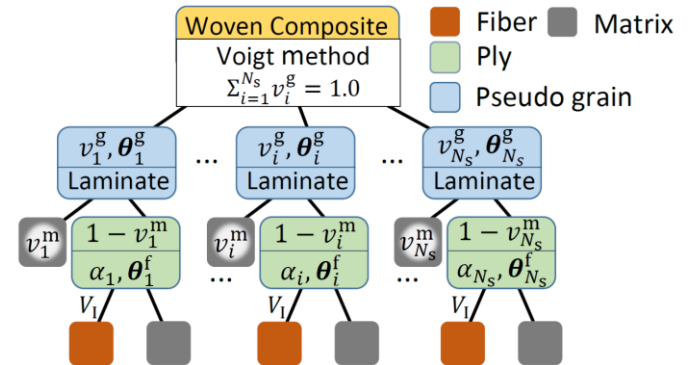 Woven Composite
Voigt method
Σ_{i=1}^{N_s} v_i^g = 1.0
Fiber
Matrix
Ply
Pseudo grain
v_1^g, θ_1^g
Laminate
...
v_i^g, θ_i^g
Laminate
...
v_{N_s}^g, θ_{N_s}^g
Laminate
v_1^m
1 − v_1^m
α_1, θ_1^f
...
v_i^m
1 − v_i^m
α_i, θ_i^f
...
v_{N_s}^m
1 − v_{N_s}^m
α_{N_s}, θ_{N_s}^f
V_I
V_I
V_I